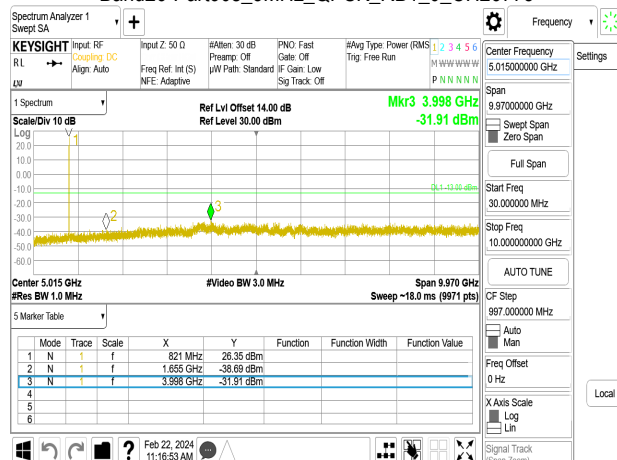 Spectrum Analyzer 1
Swept SA
Frequency
KEYSIGHT
RL
Input: RF
Coupling: DC
Align: Auto
Input Z: 50 Ω
Freq Ref: Int (S)
NFE: Adaptive
#Atten: 30 dB
Preamp: Off
µW Path: Standard
PNO: Fast
Gate: Off
IF Gain: Low
Sig Track: Off
#Avg Type: Power (RMS
Trig: Free Run
1 2 3 4 5 6
M W W W W W
P N N N N N
Center Frequency
5.015000000 GHz
Settings
Span
9.97000000 GHz
Swept Span
Zero Span
Full Span
Start Freq
30.000000 MHz
Stop Freq
10.000000000 GHz
AUTO TUNE
CF Step
997.000000 MHz
Auto
Man
Freq Offset
0 Hz
X Axis Scale
Log
Lin
Local
Signal Track
1 Spectrum
Scale/Div 10 dB
Ref Lvl Offset 14.00 dB
Ref Level 30.00 dBm
Mkr3 3.998 GHz
-31.91 dBm
Log
20.0
10.0
0.00
-10.0
-20.0
-30.0
-40.0
-50.0
-60.0
1
2
3
DL1 -13.00 dBm
Center 5.015 GHz
#Res BW 1.0 MHz
#Video BW 3.0 MHz
Span 9.970 GHz
Sweep ~18.0 ms (9971 pts)
5 Marker Table
Mode Trace Scale X Y Function Function Width Function Value
1 N 1 f 821 MHz 26.35 dBm
2 N 1 f 1.655 GHz -38.69 dBm
3 N 1 f 3.998 GHz -31.91 dBm
4
5
6
Feb 22, 2024
11:16:53 AM